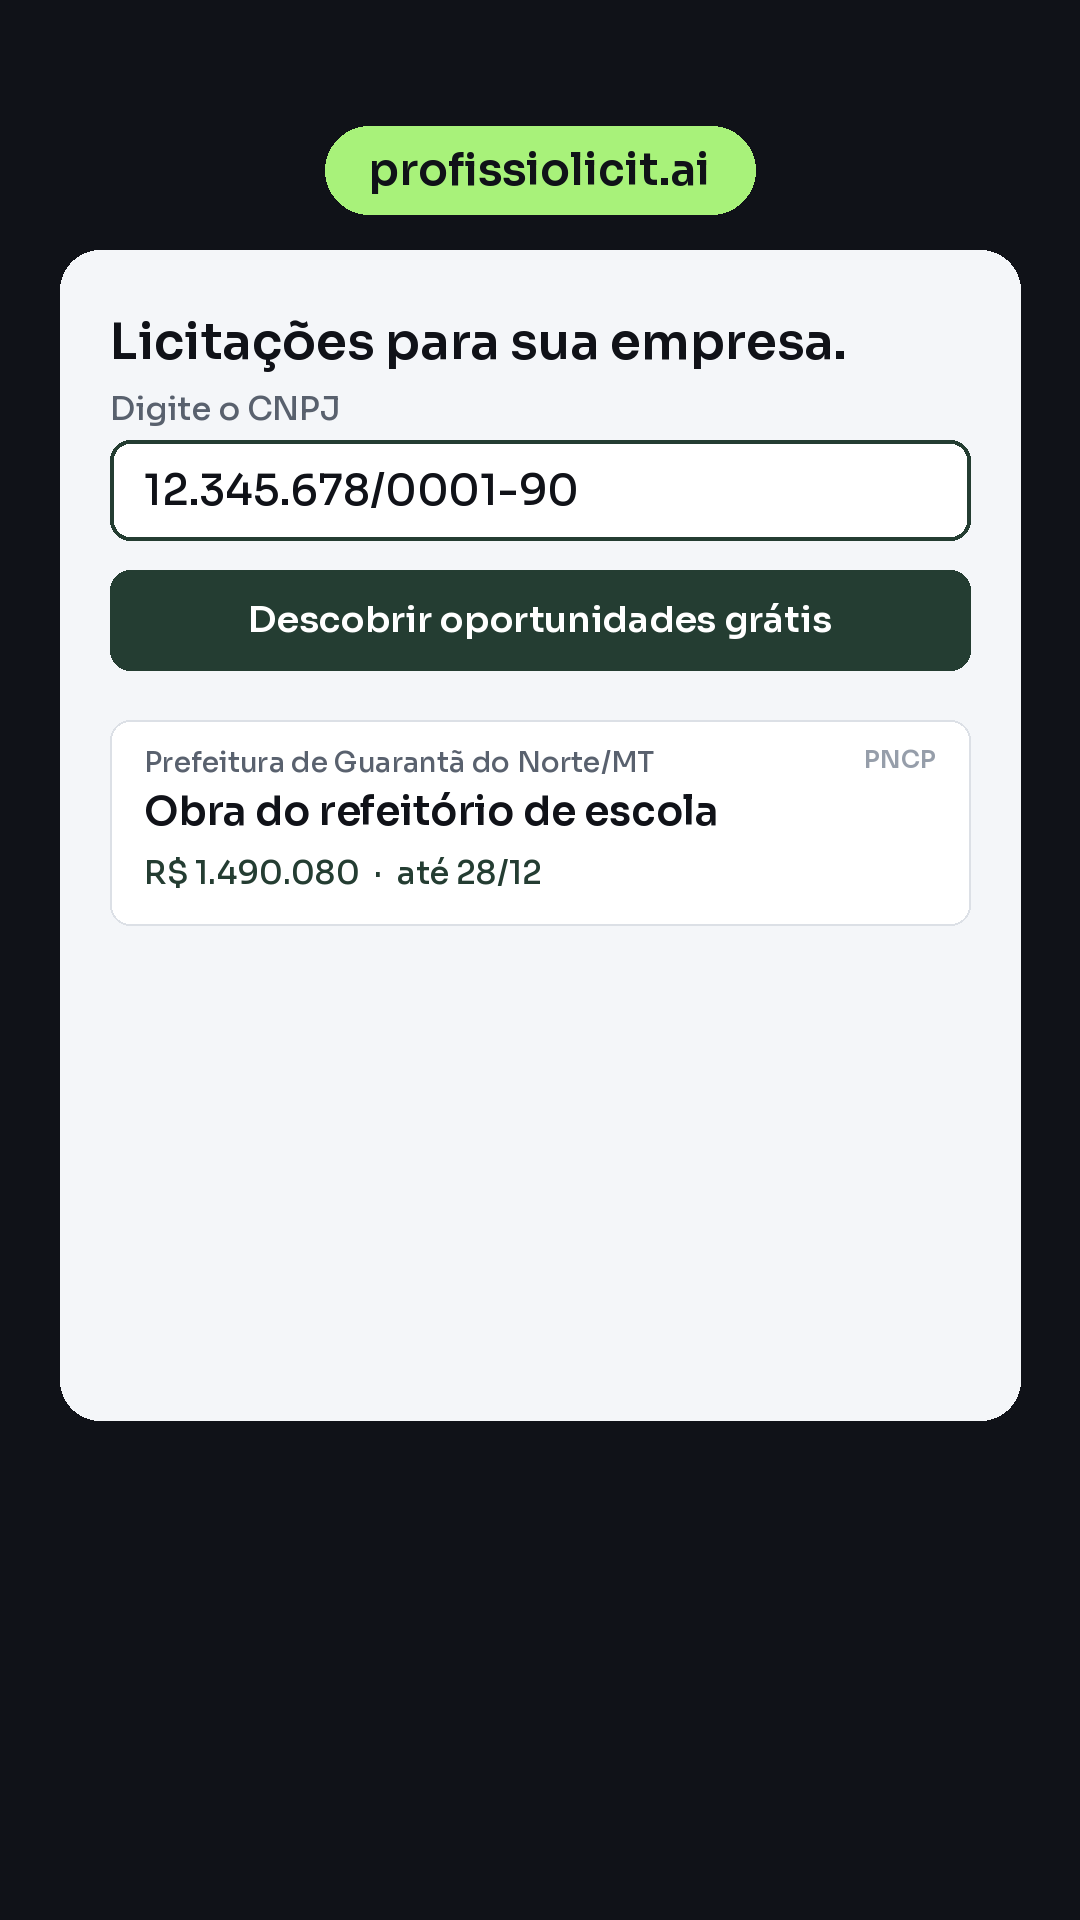 profissiolicit.ai
Licitações para sua empresa.
Digite o CNPJ
12.345.678/0001-90
Descobrir oportunidades grátis
Prefeitura de Guarantã do Norte/MT
PNCP
Obra do refeitório de escola
R$ 1.490.080 · até 28/12